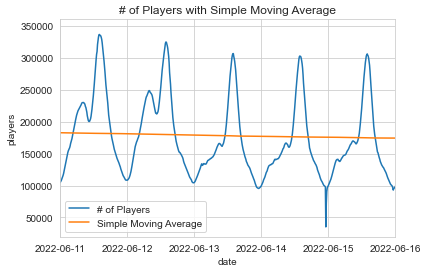 # of Players with Simple Moving Average
350000
300000
250000
200000
150000
100000
50000
players
# of Players
Simple Moving Average
2022-06-11 2022-06-12 2022-06-13 2022-06-14 2022-06-15 2022-06-16
date